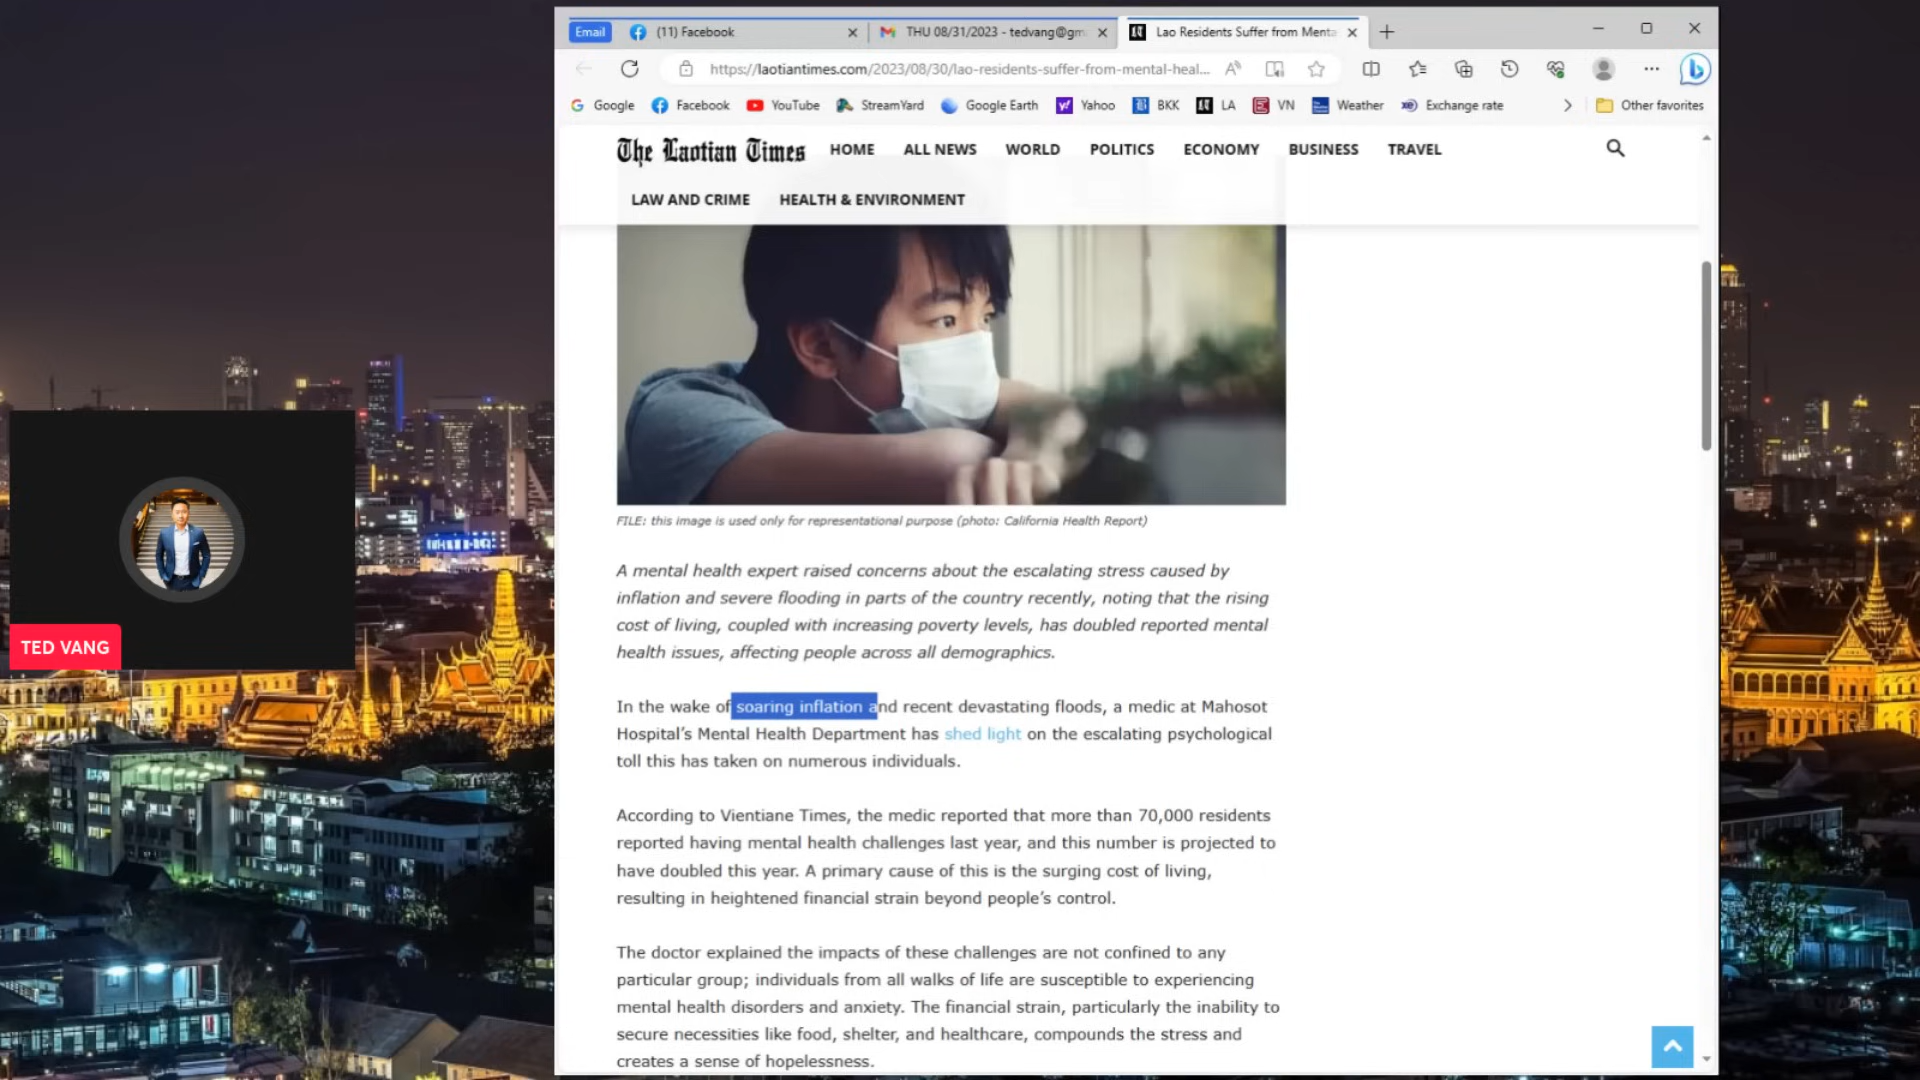 Email
(11) Facebook
THU 08/31/2023 - tedvang@gm
Lao Residents Suffer from Menta
https://laotiantimes.com/2023/08/30/lao-residents-suffer-from-mental-heal...
Google
Facebook
YouTube
StreamYard
Google Earth
Yahoo
BKK
LA
VN
Weather
Exchange rate
Other favorites
The Laotian Times
HOME
ALL NEWS
WORLD
POLITICS
ECONOMY
BUSINESS
TRAVEL
LAW AND CRIME
HEALTH & ENVIRONMENT
FILE: this image is used only for representational purpose (photo: California Health Report)
A mental health expert raised concerns about the escalating stress caused by
inflation and severe flooding in parts of the country recently, noting that the rising
cost of living, coupled with increasing poverty levels, has doubled reported mental
health issues, affecting people across all demographics.
In the wake of soaring inflation and recent devastating floods, a medic at Mahosot
Hospital's Mental Health Department has shed light on the escalating psychological
toll this has taken on numerous individuals.
According to Vientiane Times, the medic reported that more than 70,000 residents
reported having mental health challenges last year, and this number is projected to
have doubled this year. A primary cause of this is the surging cost of living,
resulting in heightened financial strain beyond people's control.
The doctor explained the impacts of these challenges are not confined to any
particular group; individuals from all walks of life are susceptible to experiencing
mental health disorders and anxiety. The financial strain, particularly the inability to
secure necessities like food, shelter, and healthcare, compounds the stress and
creates a sense of hopelessness.
TED VANG